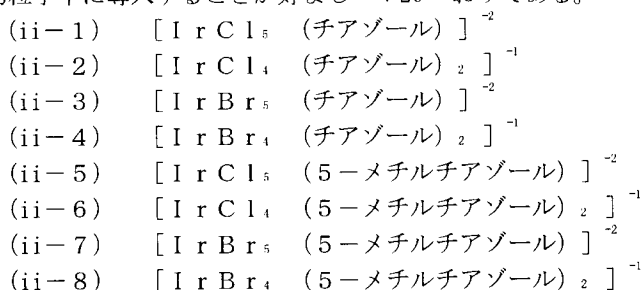 (ii－1)　[ＩｒＣｌ₅（チアゾール）]⁻²
(ii－2)　[ＩｒＣｌ₄（チアゾール）₂]⁻¹
(ii－3)　[ＩｒＢｒ₅（チアゾール）]⁻²
(ii－4)　[ＩｒＢｒ₄（チアゾール）₂]⁻¹
(ii－5)　[ＩｒＣｌ₅（５－メチルチアゾール）]⁻²
(ii－6)　[ＩｒＣｌ₄（５－メチルチアゾール）₂]⁻¹
(ii－7)　[ＩｒＢｒ₅（５－メチルチアゾール）]⁻²
(ii－8)　[ＩｒＢｒ₄（５－メチルチアゾール）₂]⁻¹